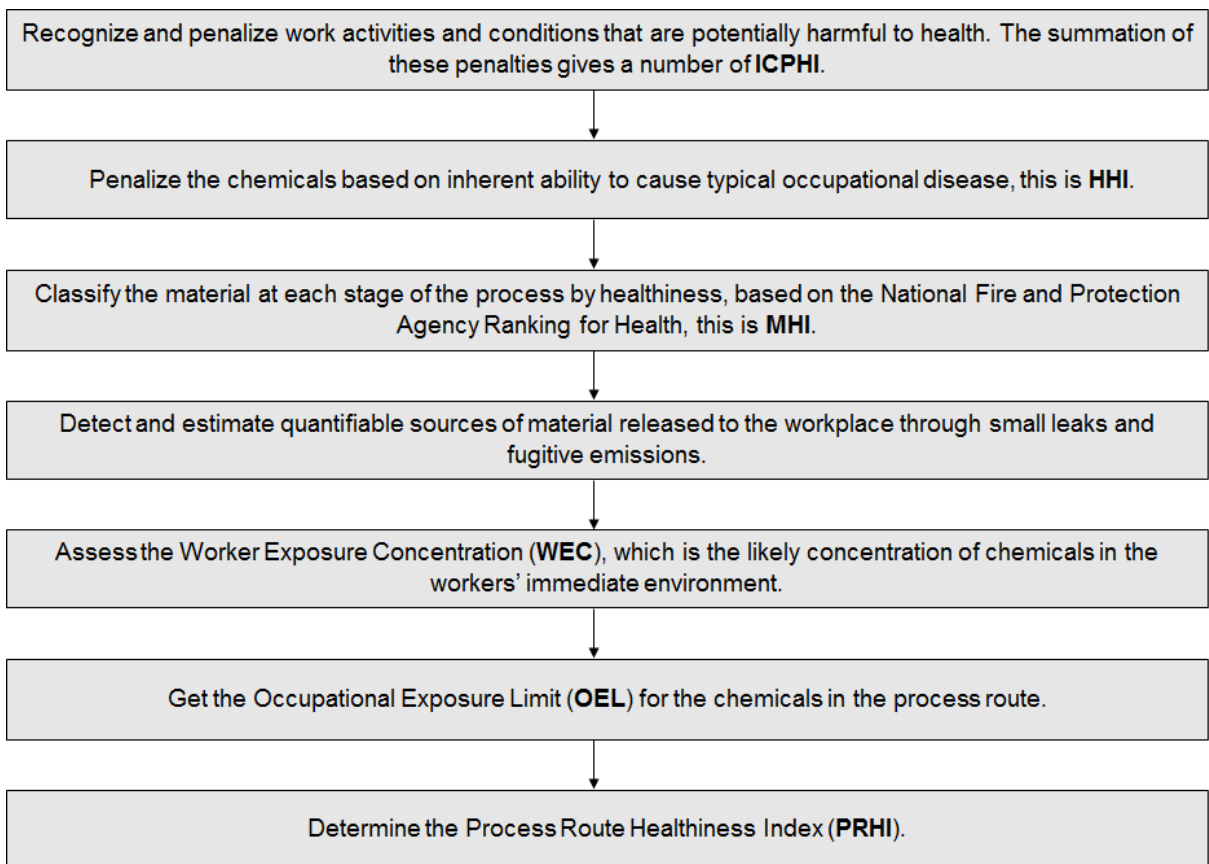 Recognize and penalize work activities and conditions that are potentially harmful to health. The summation of
these penalties gives a number of ICPHI.
Penalize the chemicals based on inherent ability to cause typical occupational disease, this is HHI.
Classify the material at each stage of the process by healthiness, based on the National Fire and Protection
Agency Ranking for Health, this is MHI.
Detect and estimate quantifiable sources of material released to the workplace through small leaks and
fugitive emissions.
Assess the Worker Exposure Concentration (WEC), which is the likely concentration of chemicals in the
workers’ immediate environment.
Get the Occupational Exposure Limit (OEL) for the chemicals in the process route.
Determine the Process Route Healthiness Index (PRHI).